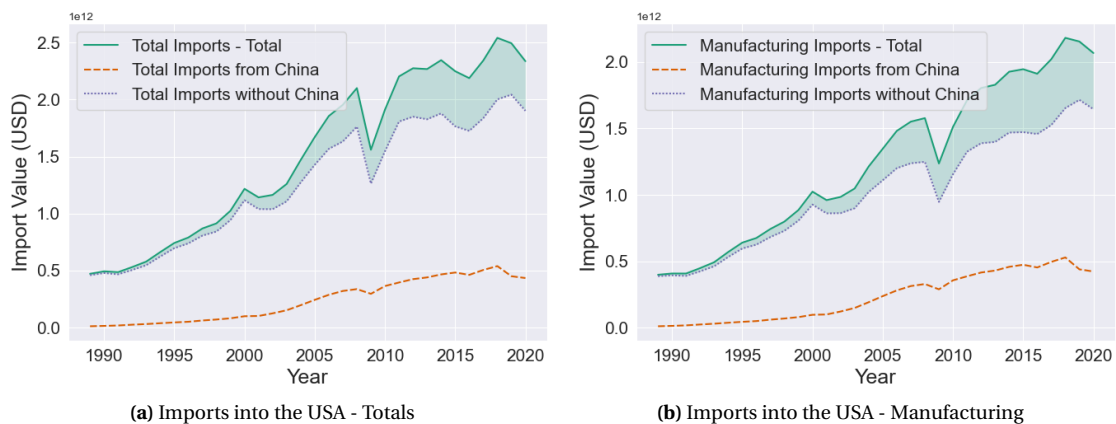 1e12
2.5
2.0
1.5
1.0
0.5
0.0
Import Value (USD)
Total Imports - Total
Total Imports from China
Total Imports without China
1990 1995 2000 2005 2010 2015 2020
Year
(a) Imports into the USA - Totals
1e12
2.0
1.5
1.0
0.5
0.0
Import Value (USD)
Manufacturing Imports - Total
Manufacturing Imports from China
Manufacturing Imports without China
1990 1995 2000 2005 2010 2015 2020
Year
(b) Imports into the USA - Manufacturing